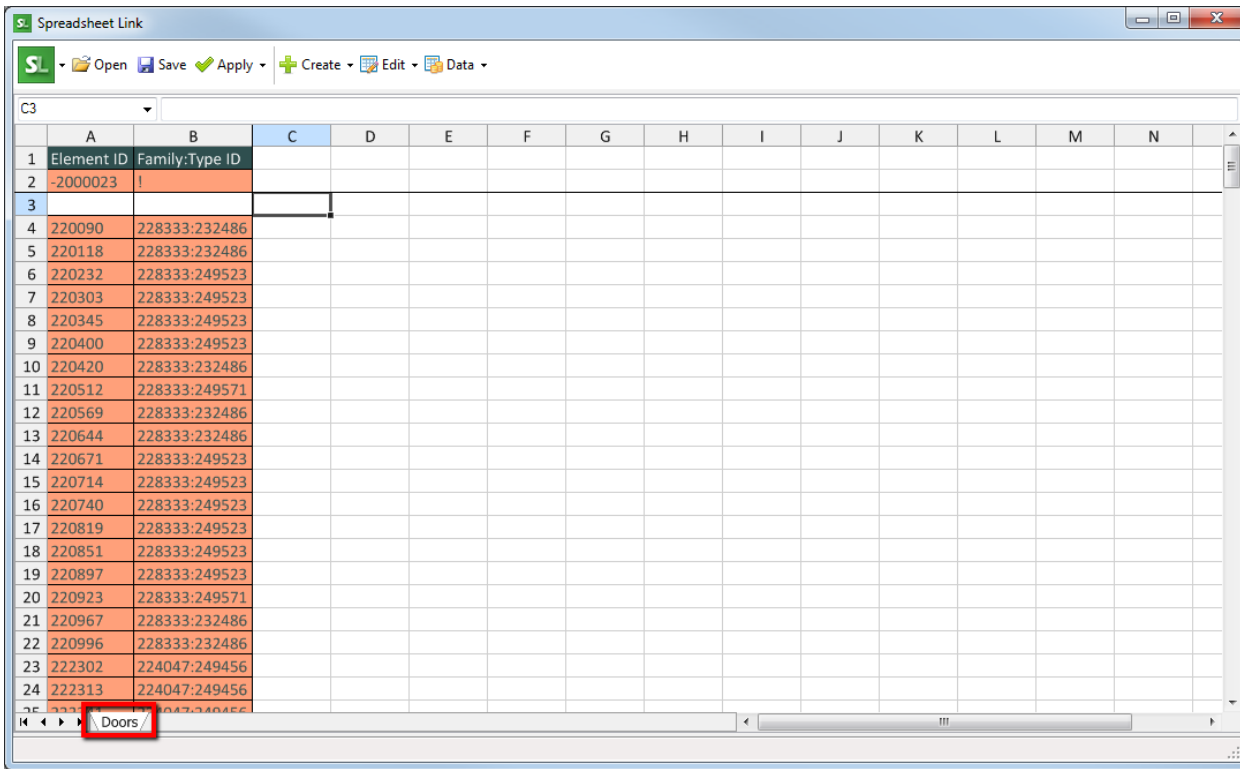 SL Spreadsheet Link
SL Open Save Apply Create Edit Data
C3
A B C D E F G H I J K L M N
1 Element ID Family:Type ID
2 -2000023 !
3
4 220090 228333:232486
5 220118 228333:232486
6 220232 228333:249523
7 220303 228333:249523
8 220345 228333:249523
9 220400 228333:249523
10 220420 228333:232486
11 220512 228333:249571
12 220569 228333:232486
13 220644 228333:232486
14 220671 228333:249523
15 220714 228333:249523
16 220740 228333:249523
17 220819 228333:249523
18 220851 228333:249523
19 220897 228333:249523
20 220923 228333:249571
21 220967 228333:232486
22 220996 228333:232486
23 222302 224047:249456
24 222313 224047:249456
Doors